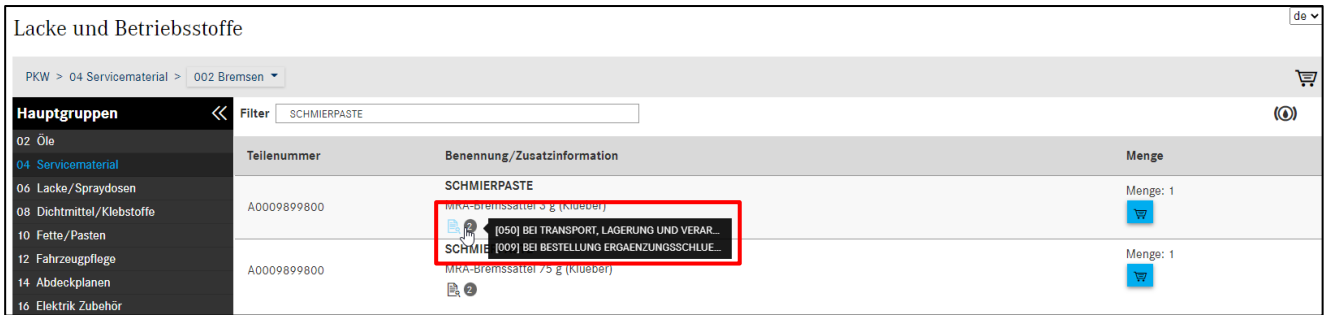 Lacke und Betriebsstoffe
de
PKW > 04 Servicematerial > 002 Bremsen
Hauptgruppen
Filter SCHMIERPASTE
02 Öle
04 Servicematerial
06 Lacke/Spraydosen
08 Dichtmittel/Klebstoffe
10 Fette/Pasten
12 Fahrzeugpflege
14 Abdeckplanen
16 Elektrik Zubehör
Teilenummer Benennung/Zusatzinformation Menge
SCHMIERPASTE
A0009899800
MRA-Bremssattel 3 g (Klueber)
Menge: 1
2
[050] BEI TRANSPORT, LAGERUNG UND VERAR...
[009] BEI BESTELLUNG ERGAENZUNGSSCHLUE...
SCHMIE
A0009899800
MRA-Bremssattel 75 g (Klueber)
Menge: 1
2